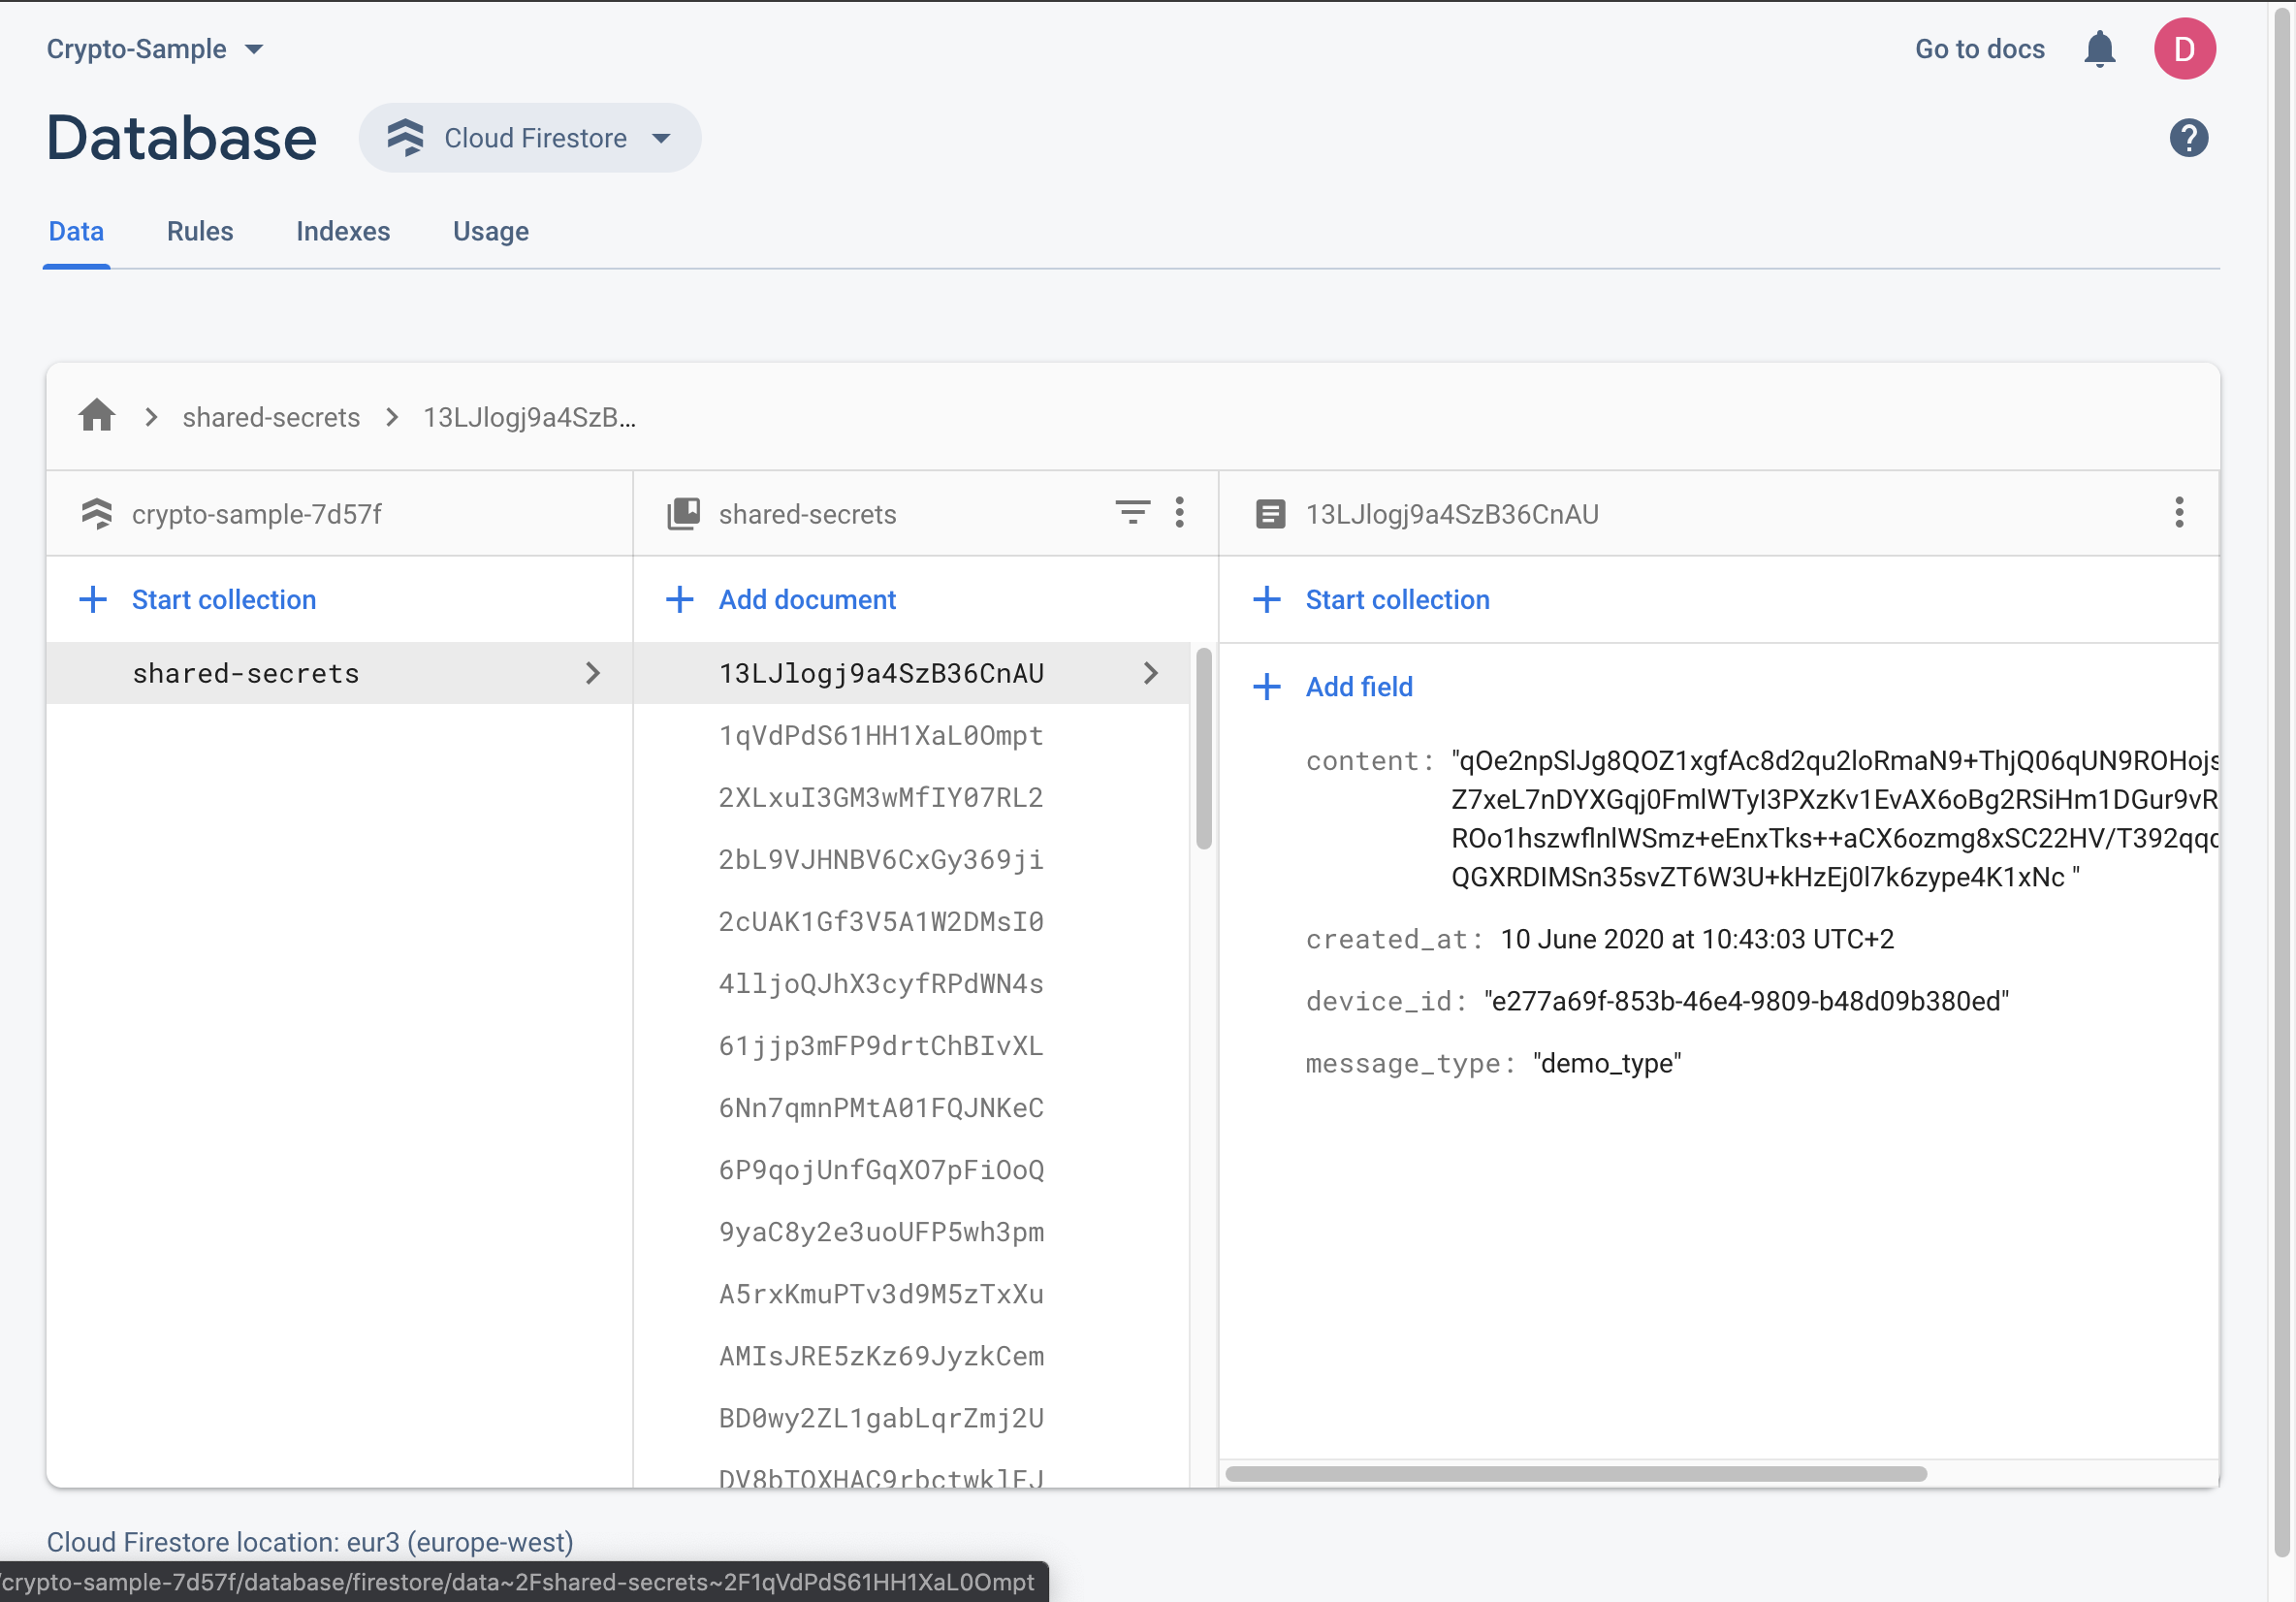 Crypto-Sample
Go to docs
D
Database
Cloud Firestore
?
Data
Rules
Indexes
Usage
shared-secrets
13LJlogj9a4SzB...
crypto-sample-7d57f
shared-secrets
13LJlogj9a4SzB36CnAU
Start collection
Add document
Start collection
shared-secrets
13LJlogj9a4SzB36CnAU
1qVdPdS61HH1XaL0Ompt
2XLxuI3GM3wMfIY07RL2
2bL9VJHNBV6CxGy369ji
2cUAK1Gf3V5A1W2DMsI0
4lljoQJhX3cyfRPdWN4s
61jjp3mFP9drtChBIvXL
6Nn7qmnPMtA01FQJNKeC
6P9qojUnfGqXO7pFiOoQ
9yaC8y2e3uoUFP5wh3pm
A5rxKmuPTv3d9M5zTxXu
AMIsJRE5zKz69JyzkCem
BD0wy2ZL1gabLqrZmj2U
DV8bTOXHAC9rbctwklFJ
Add field
content: "qOe2npSlJg8QOZ1xgfAc8d2qu2loRmaN9+ThjQ06qUN9ROHojs
Z7xeL7nDYXGqj0FmlWTyI3PXzKv1EvAX6oBg2RSiHm1DGur9vR
ROo1hszwflnlWSmz+eEnxTks++aCX6ozmg8xSC22HV/T392qqc
QGXRDIMSn35svZT6W3U+kHzEj0l7k6zype4K1xNc "
created_at: 10 June 2020 at 10:43:03 UTC+2
device_id: "e277a69f-853b-46e4-9809-b48d09b380ed"
message_type: "demo_type"
Cloud Firestore location: eur3 (europe-west)
/crypto-sample-7d57f/database/firestore/data~2Fshared-secrets~2F1qVdPdS61HH1XaL0Ompt